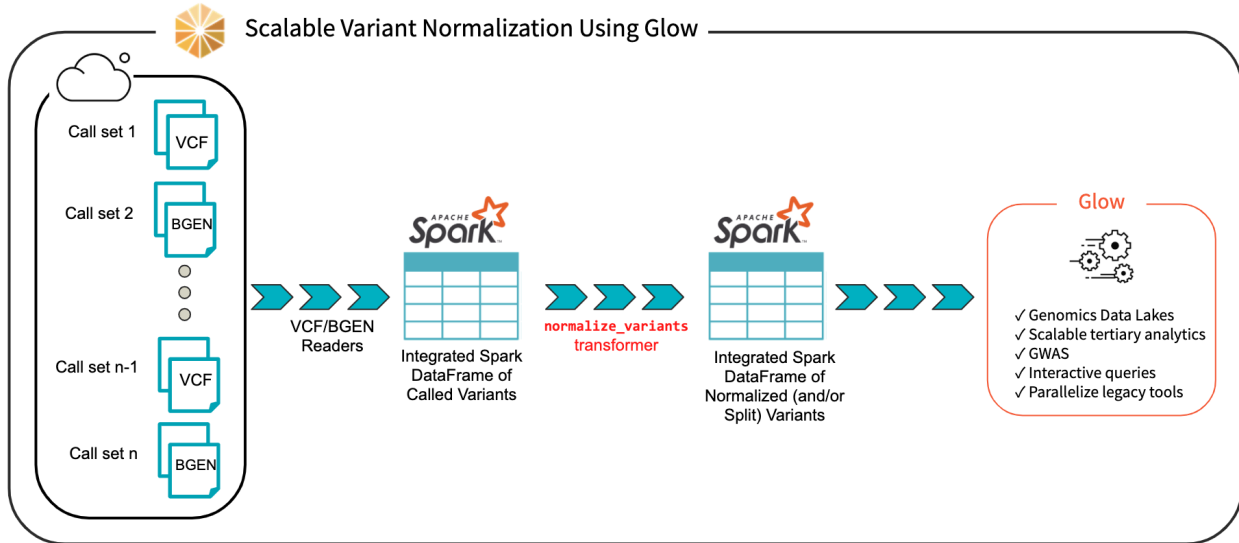 Scalable Variant Normalization Using Glow
Call set 1
VCF
Call set 2
BGEN
Call set n-1
VCF
Call set n
BGEN
VCF/BGEN
Readers
APACHE
Spark™
Integrated Spark
DataFrame of
Called Variants
normalize_variants
transformer
APACHE
Spark™
Integrated Spark
DataFrame of
Normalized (and/or
Split) Variants
Glow
✓ Genomics Data Lakes
✓ Scalable tertiary analytics
✓ GWAS
✓ Interactive queries
✓ Parallelize legacy tools